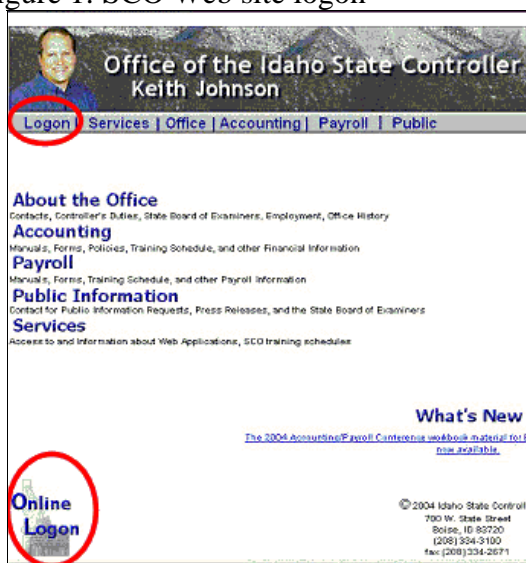 gure 1. SCO Web site logon
Office of the Idaho State Controller
Keith Johnson
Logon | Services | Office | Accounting | Payroll | Public
About the Office
Contacts, Controller's Duties, State Board of Examiners, Employment, Office History
Accounting
Manuals, Forms, Policies, Training Schedule, and other Financial Information
Payroll
Manuals, Forms, Training Schedule, and other Payroll Information
Public Information
Contact for Public Information Requests, Press Releases, and the State Board of Examiners
Services
Access to and Information about Web Applications, SCO training schedules
What's New
The 2004 Accounting/Payroll Conference workbook material for
now available.
Online
Logon
© 2004 Idaho State Control
700 W. State Street
Boise, ID 83720
(208) 334-3100
fax (208) 334-2671